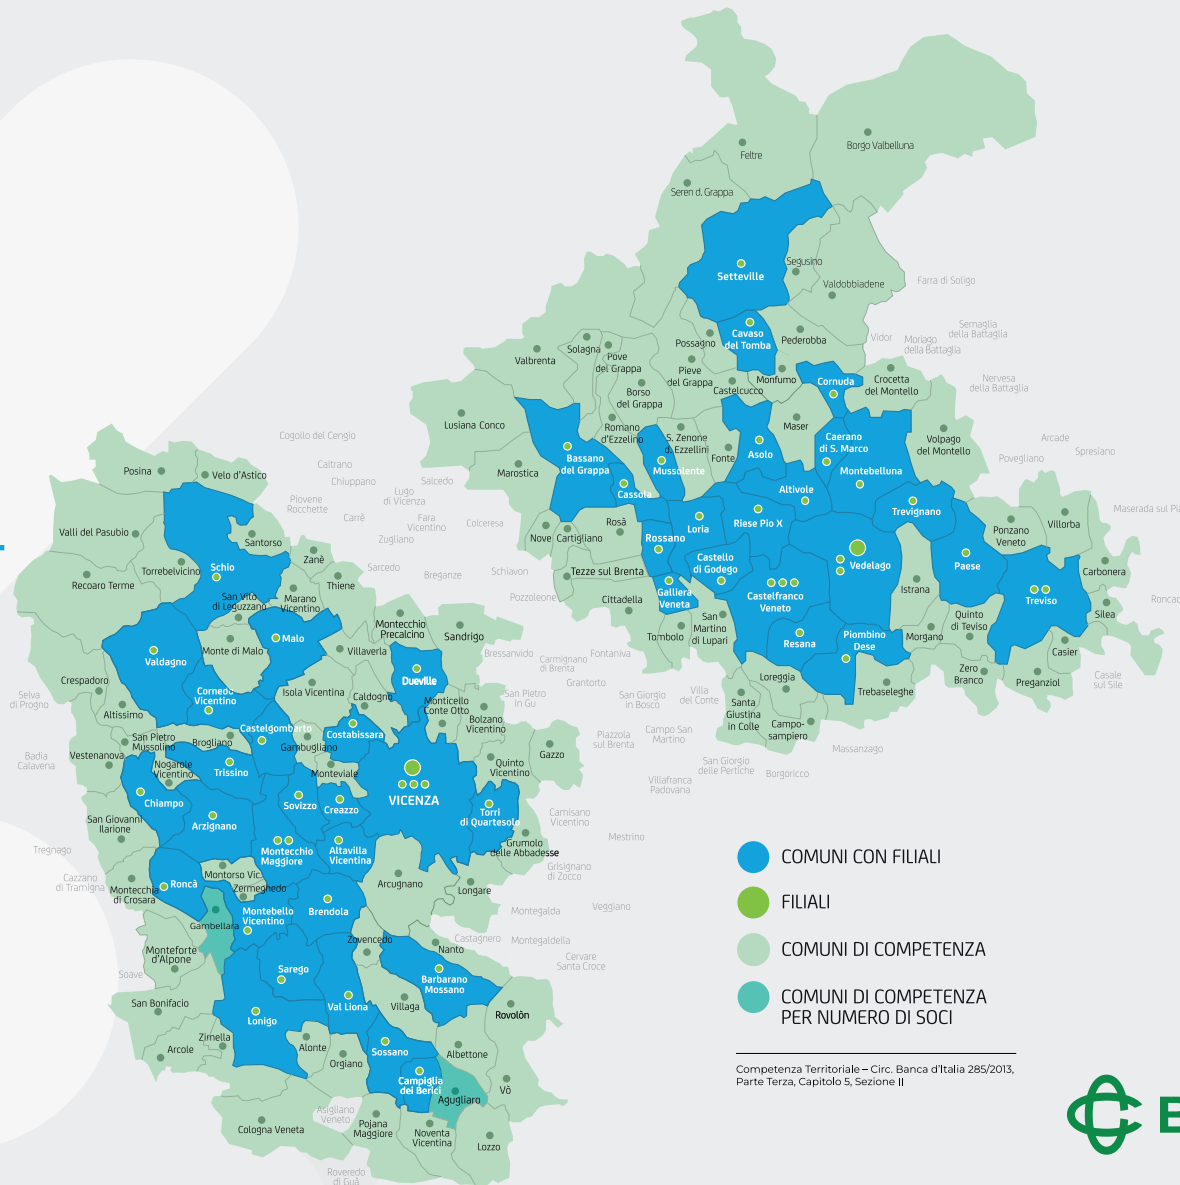 Feltre
Borgo Valbelluna
Seren d. Grappa
Setteville
Segusino
Valdobbiadene
Farra di Soligo
Cavaso
del Tomba
Possagno
Pederobba
Vidor
Moriago
della Battaglia
Sernaglia
della Battaglia
Nervesa
della Battaglia
Valbrenta
Solagna
Pove
del Grappa
Borso
del Grappa
Pieve
del Grappa
Castelcucco
Monfumo
Cornuda
Crocetta
del Montello
Lusiana Conco
Romano
d'Ezzelino
S. Zenone
d. Ezzelini
Fonte
Asolo
Maser
Caerano
di S. Marco
Volpago
del Montello
Arcade
Spresiano
Povegliano
Marostica
Bassano
del Grappa
Mussolente
Cassola
Montebelluna
Altivole
Trevignano
Loria
Riese Pio X
Ponzano
Veneto
Villorba
Maserada sul Pia
Nove
Cartigliano
Rosà
Rossano
Castello
di Godego
Vedelago
Paese
Carbonera
Tezze sul Brenta
Galliera
Veneta
Castelfranco
Veneto
Istrana
Treviso
Silea
Ronca
Cittadella
Tombolo
San
Martino
di Lupari
Resana
Piombino
Dese
Morgano
Quinto
di Teviso
Casier
Casale
sul Sile
Loreggia
Trebaseleghe
Zero
Branco
Preganziol
Santa
Giustina
in Colle
Campo-
sampiero
Massanzago
Cogollo del Cengio
Caltrano
Chiuppano
Piovene
Rocchette
Lugo
di Vicenza
Salcedo
Carrè
Fara
Vicentino
Colceresa
Zugliano
Sarcedo
Breganze
Schiavon
Pozzoleone
Posina
Velo d'Astico
Valli del Pasubio
Santorso
Torrebelvicino
Schio
Zanè
Thiene
Recoaro Terme
San Vito
di Leguzzano
Marano
Vicentino
Montecchio
Precalcino
Sandrigo
Bressanvido
Carmignano
di Brenta
Fontaniva
Grantorto
San Giorgio
in Bosco
Villa
del Conte
Malo
Monte di Malo
Villaverla
Valdagno
Dueville
Selva
di Progno
Crespadoro
Altissimo
Cornedo
Vicentino
Isola Vicentina
Caldogno
Monticello
Conte Otto
Bolzano
Vicentino
San Pietro
in Gu
Piazzola
sul Brenta
Campo San
Martino
San Giorgio
delle Pertiche
Borgoricco
Villafranca
Padovana
Badia
Calavena
Vestenanova
San Pietro
Mussolino
Brogliano
Castelgomberto
Gambugliano
Costabissara
Gazzo
Nogarole
Vicentino
Trissino
Monteviale
Quinto
Vicentino
Chiampo
Arzignano
Sovizzo
Creazzo
VICENZA
Torri
di Quartesolo
Camisano
Vicentino
Mestrino
San Giovanni
Ilarione
Tregnago
Montecchio
Maggiore
Altavilla
Vicentina
Grumolo
delle Abbadesse
Grisignano
di Zocco
Cazzano
di Tramigna
Montecchia
di Crosara
Roncà
Montorso Vic.
Zermeghedo
Arcugnano
Longare
Montegalda
Veggiano
Gambellara
Montebello
Vicentino
Brendola
Zovencedo
Castagnero
Montegaldella
Nanto
Cervare
Santa Croce
Monteforte
d'Alpone
Soave
Sarego
Barbarano
Mossano
San Bonifacio
Lonigo
Val Liona
Villaga
Rovolòn
Zimella
Arcole
Alonte
Orgiano
Sossano
Albettone
Campiglia
dei Berici
Agugliaro
Vò
Cologna Veneta
Asigliano
Veneto
Pojana
Maggiore
Noventa
Vicentina
Lozzo
Roveredo
di Guà
COMUNI CON FILIALI
FILIALI
COMUNI DI COMPETENZA
COMUNI DI COMPETENZA
PER NUMERO DI SOCI
Competenza Territoriale – Circ. Banca d'Italia 285/2013,
Parte Terza, Capitolo 5, Sezione II
B